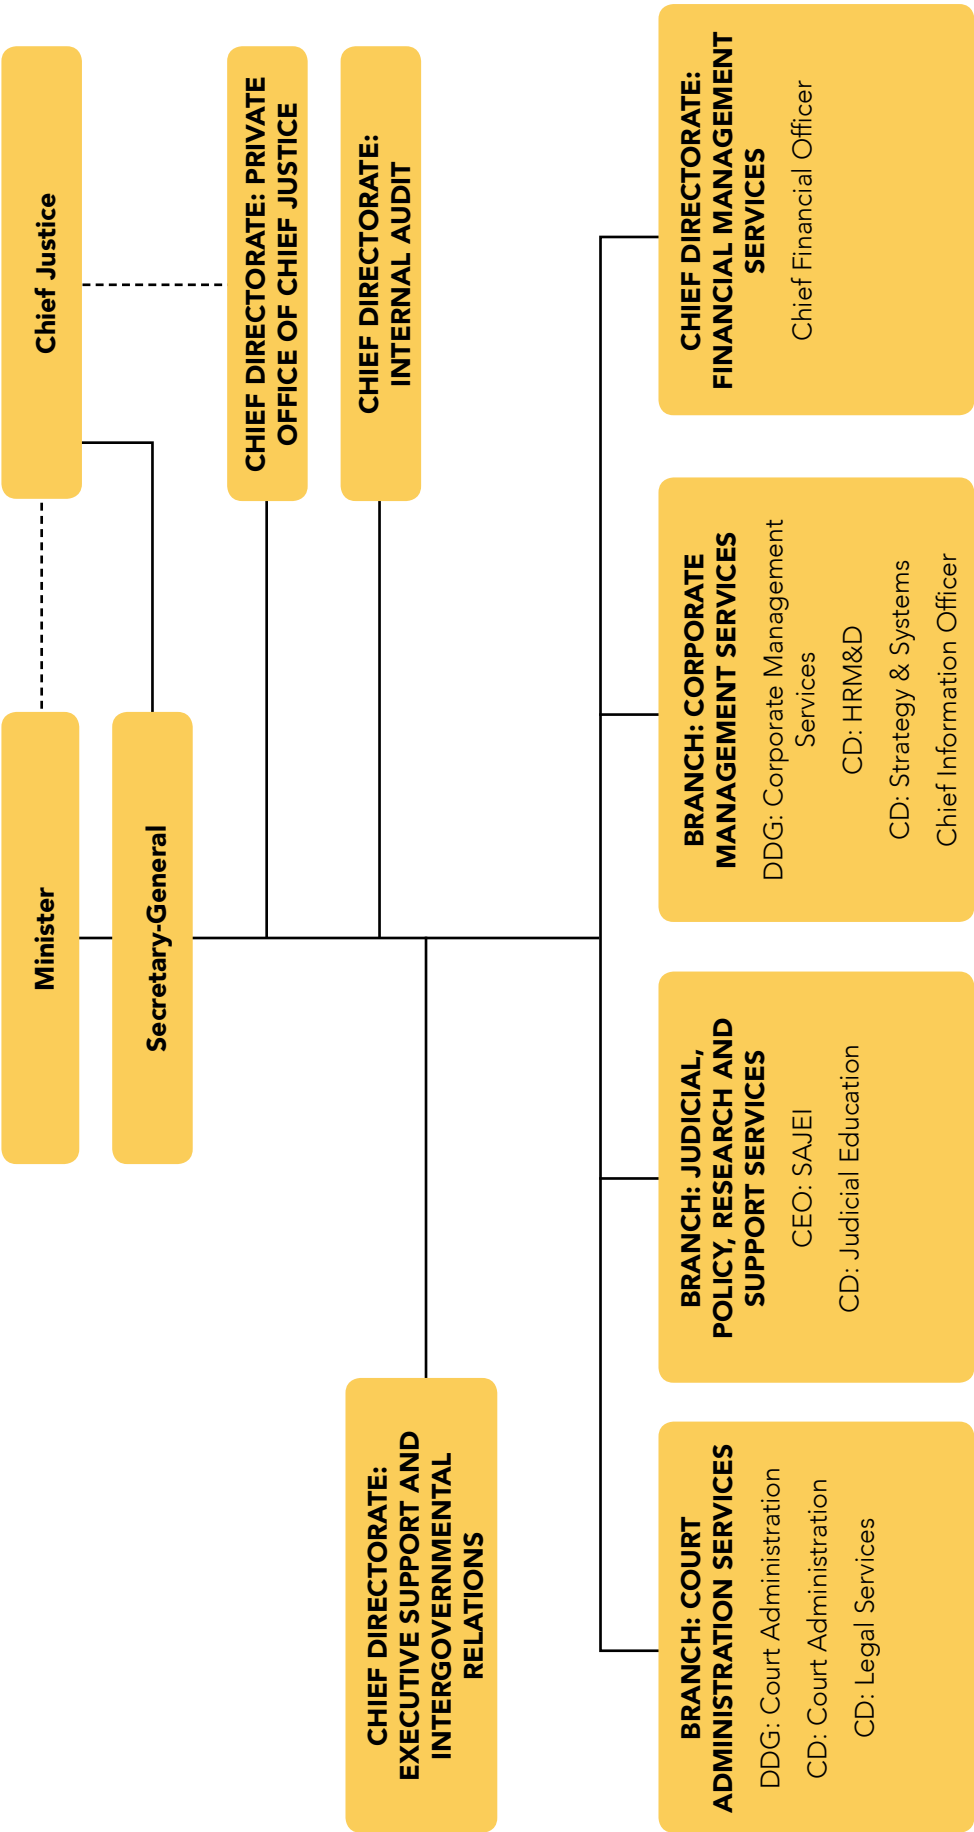 Minister
Chief Justice
Secretary-General
CHIEF DIRECTORATE: PRIVATE
OFFICE OF CHIEF JUSTICE
CHIEF DIRECTORATE:
INTERNAL AUDIT
CHIEF DIRECTORATE:
EXECUTIVE SUPPORT AND
INTERGOVERNMENTAL
RELATIONS
BRANCH: COURT
ADMINISTRATION SERVICES
DDG: Court Administration
CD: Court Administration
CD: Legal Services
BRANCH: JUDICIAL,
POLICY, RESEARCH AND
SUPPORT SERVICES
CEO: SAJEI
CD: Judicial Education
BRANCH: CORPORATE
MANAGEMENT SERVICES
DDG: Corporate Management
Services
CD: HRM&D
CD: Strategy & Systems
Chief Information Officer
CHIEF DIRECTORATE:
FINANCIAL MANAGEMENT
SERVICES
Chief Financial Officer